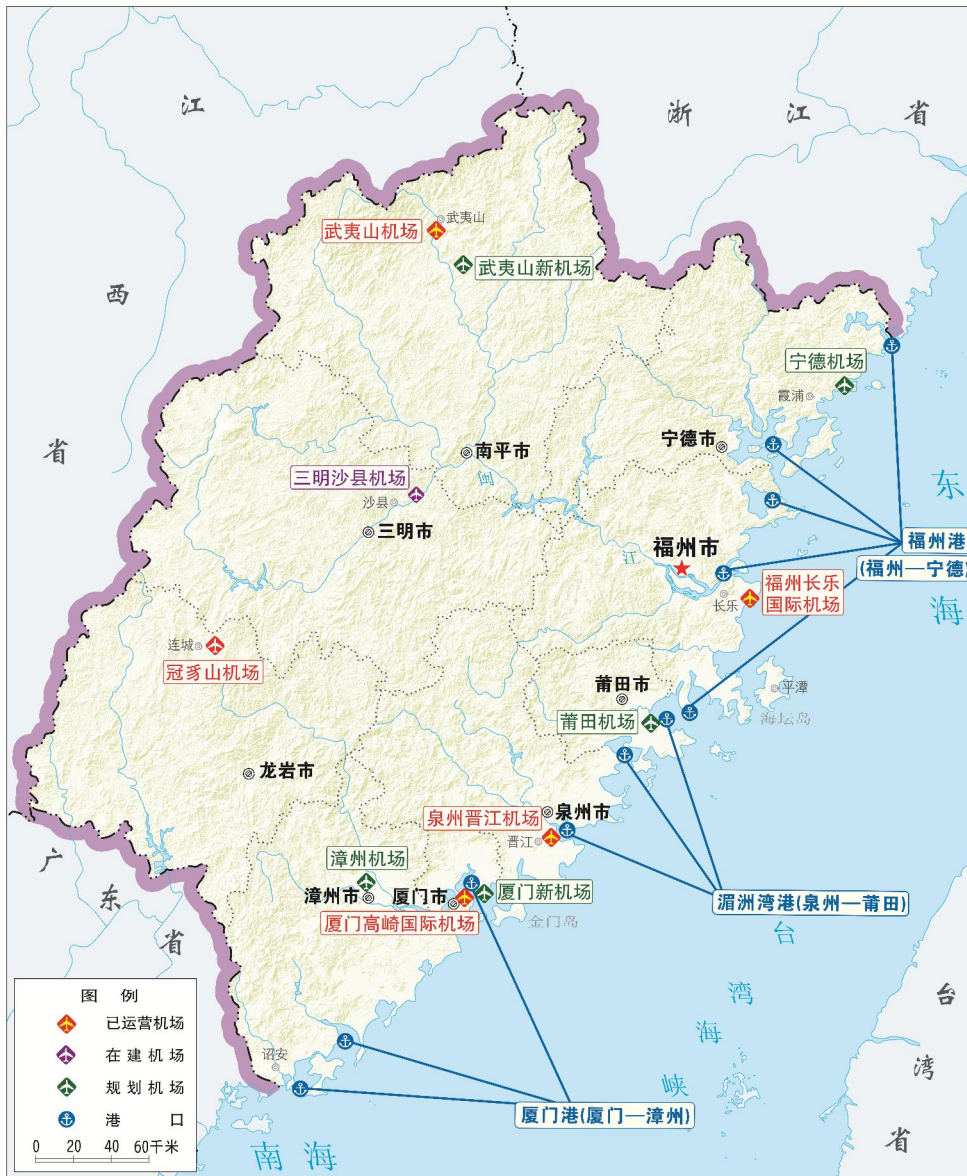 江
浙
江
省
西
省
武夷山
武夷山机场
武夷山新机场
宁德机场
霞浦
宁德市
南平市
闽
三明沙县机场
沙县
三明市
东
海
福州港
(福州—宁德)
福州市
江
长乐
福州长乐
国际机场
连城
冠豸山机场
莆田市
莆田机场
平潭
海坛岛
龙岩市
泉州市
泉州晋江机场
晋江
漳州机场
漳州市
厦门市
厦门新机场
厦门高崎国际机场
金门岛
湄洲湾港(泉州—莆田)
广
东
省
台
湾
海
峡
台
湾
省
诏安
厦门港(厦门—漳州)
南海
图 例
已运营机场
在建机场
规划机场
港 口
0 20 40 60千米